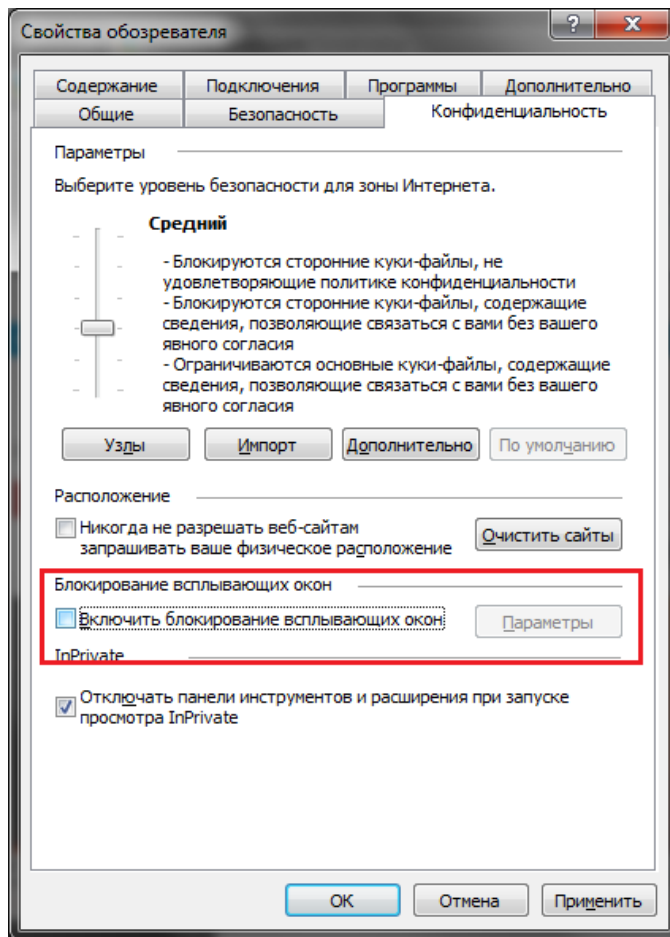 Свойства обозревателя
?
X
Содержание
Подключения
Программы
Дополнительно
Общие
Безопасность
Конфиденциальность
Параметры
Выберите уровень безопасности для зоны Интернета.
Средний
- Блокируются сторонние куки-файлы, не
удовлетворяющие политике конфиденциальности
- Блокируются сторонние куки-файлы, содержащие
сведения, позволяющие связаться с вами без вашего
явного согласия
- Ограничиваются основные куки-файлы, содержащие
сведения, позволяющие связаться с вами без вашего
явного согласия
Узлы
Импорт
Дополнительно
По умолчанию
Расположение
Никогда не разрешать веб-сайтам
запрашивать ваше физическое расположение
Очистить сайты
Блокирование всплывающих окон
Включить блокирование всплывающих окон
Параметры
InPrivate
Отключать панели инструментов и расширения при запуске
просмотра InPrivate
ОК
Отмена
Применить